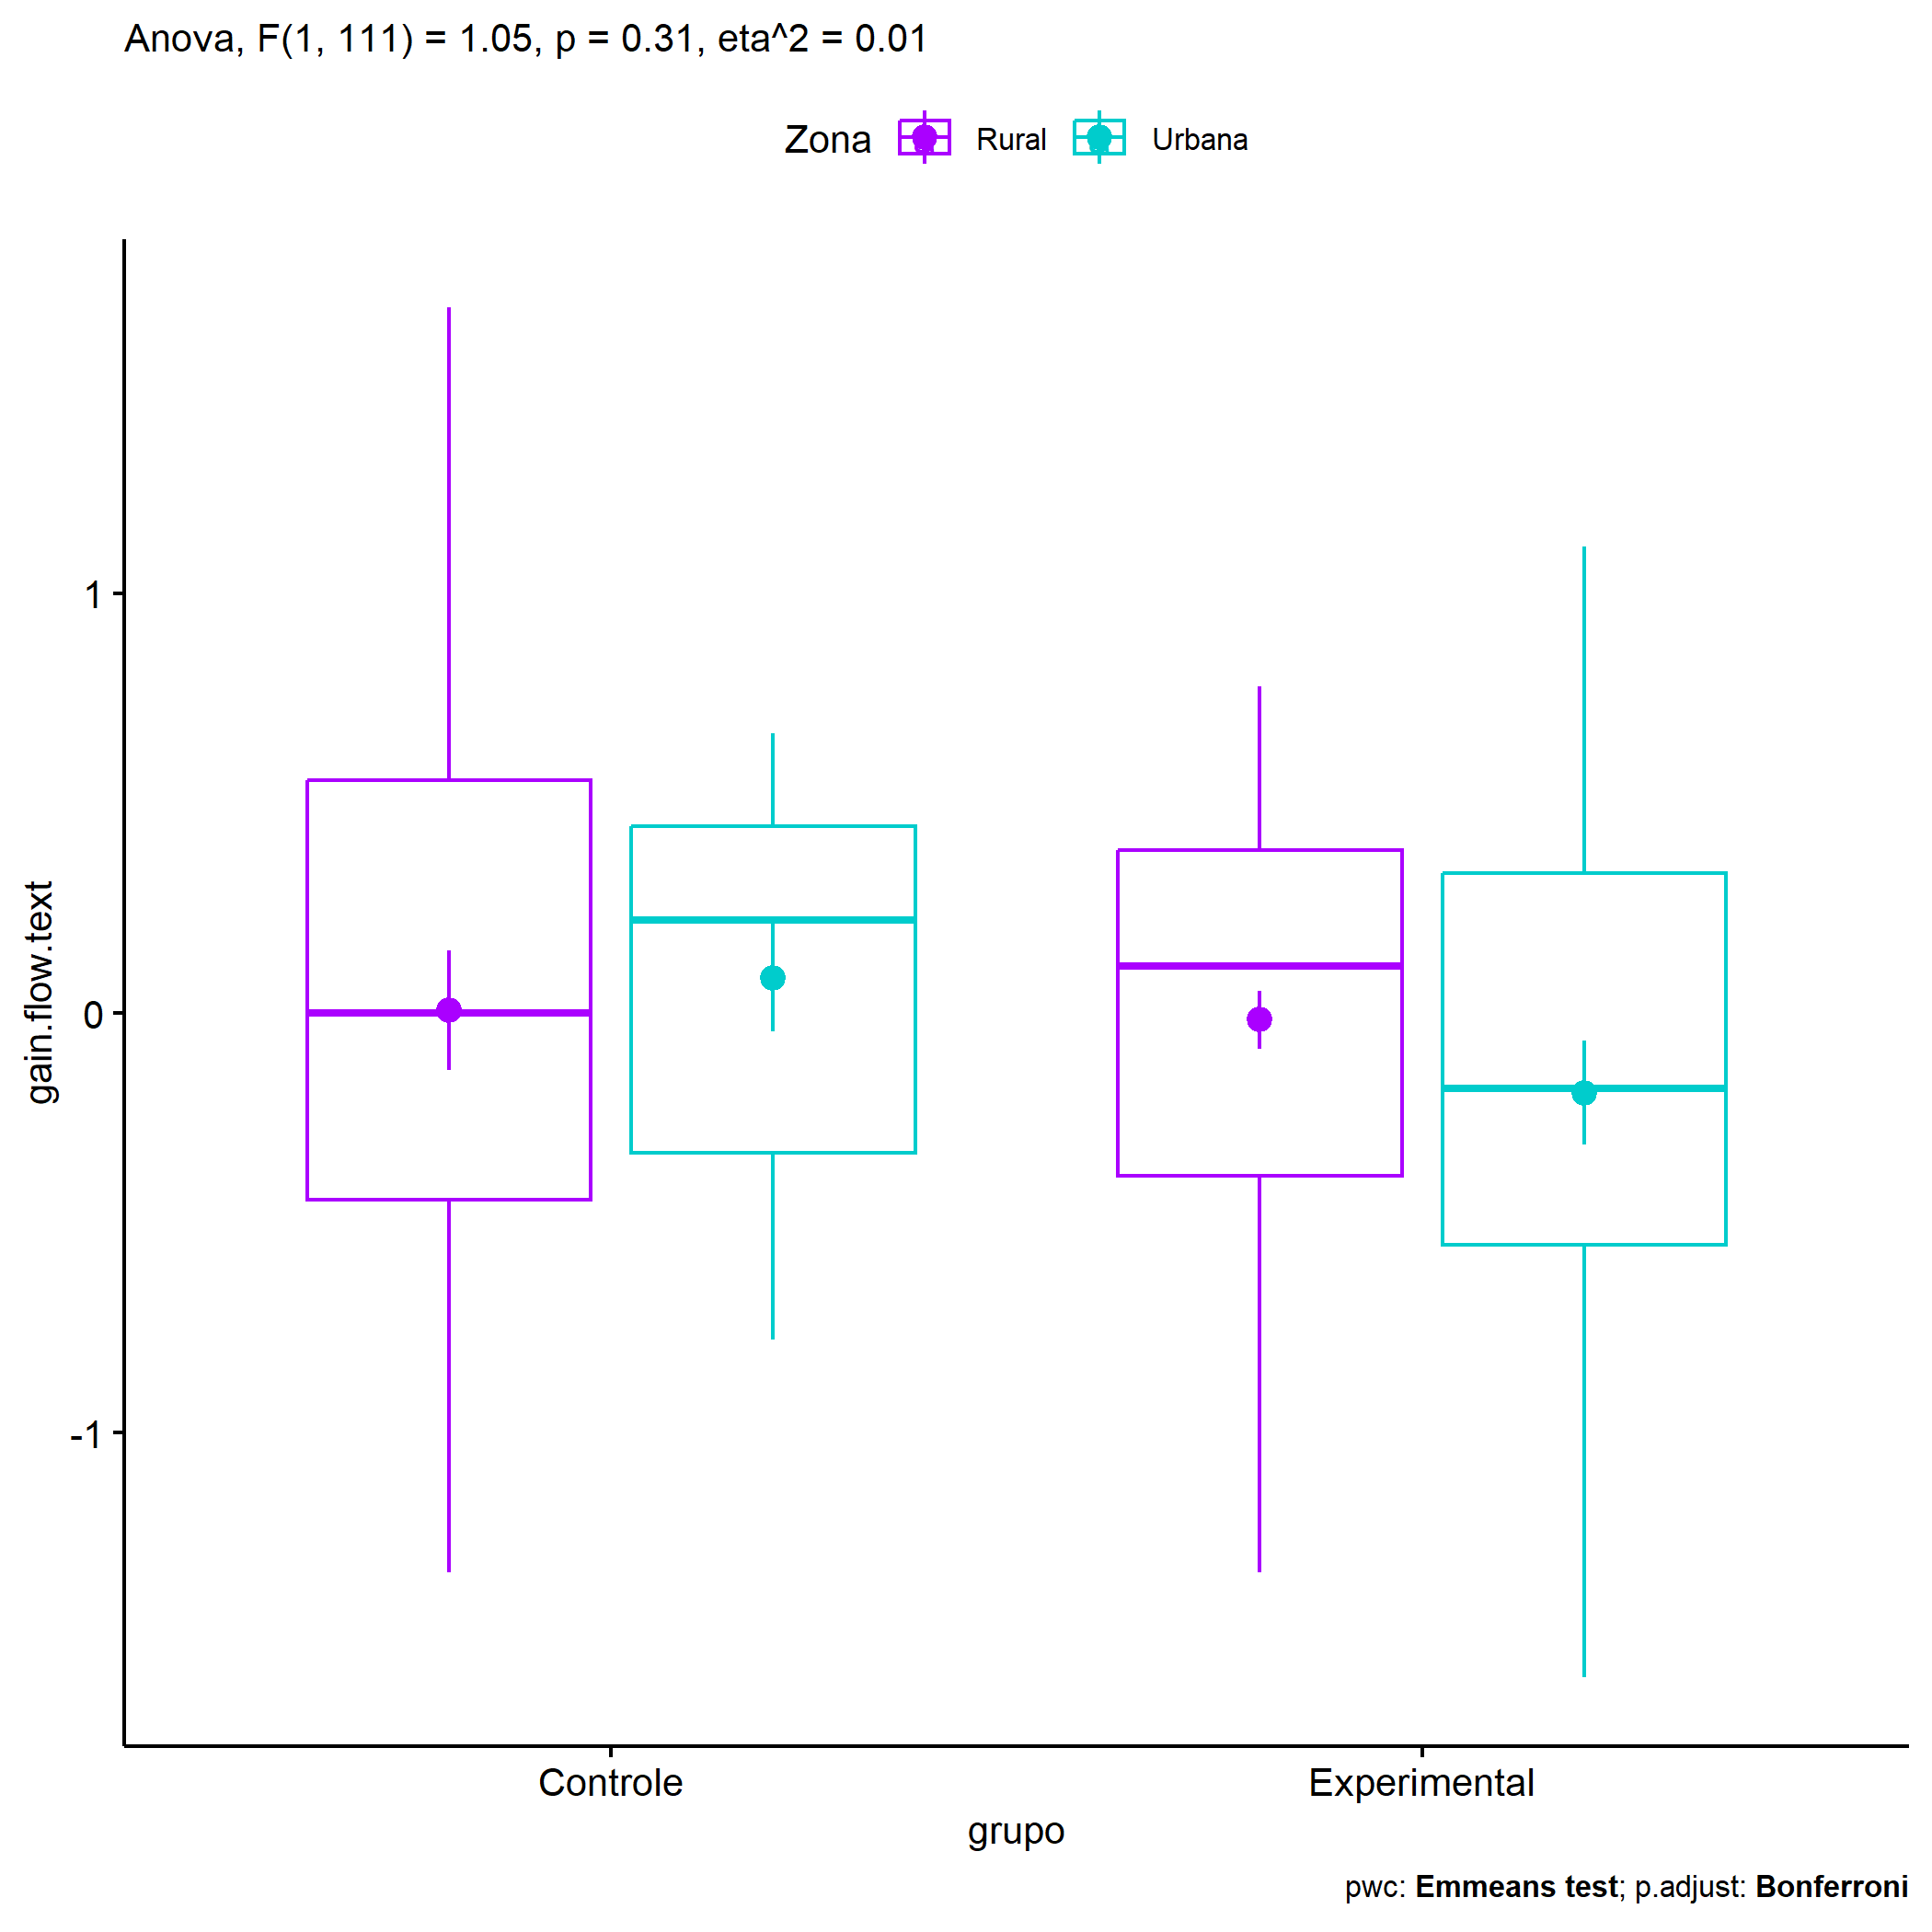 Anova, F(1, 111) = 1.05, p = 0.31, eta^2 = 0.01
Zona Rural Urbana
gain.flow.text
1
0
-1
Controle Experimental
grupo
pwc: Emmeans test; p.adjust: Bonferroni